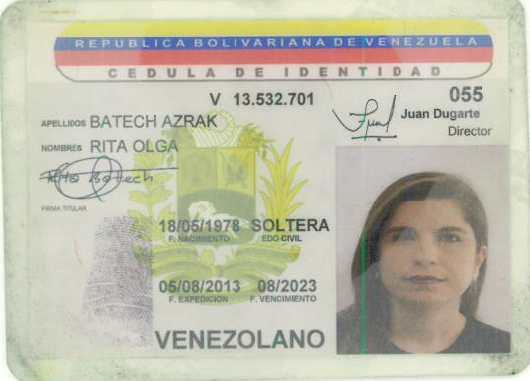 REPUBLICA BOLIVARIANA DE VENEZUELA
CEDULA DE IDENTIDAD
V 13.532.701
055
Juan Dugarte
Director
APELLIDOS BATECH AZRAK
NOMBRES RITA OLGA
Rita Batech
FIRMA TITULAR
18/05/1978 SOLTERA
F. NACIMIENTO EDO CIVIL
05/08/2013 08/2023
F. EXPEDICION F. VENCIMIENTO
VENEZOLANO